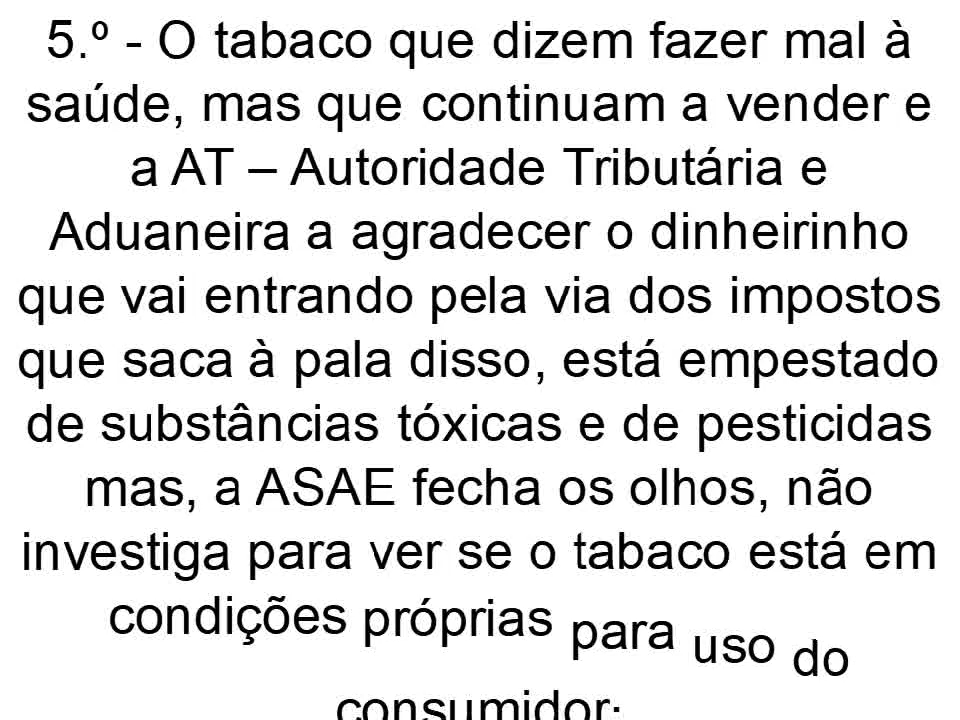 5.º - O tabaco que dizem fazer mal à
saúde, mas que continuam a vender e
a AT – Autoridade Tributária e
Aduaneira a agradecer o dinheirinho
que vai entrando pela via dos impostos
que saca à pala disso, está empestado
de substâncias tóxicas e de pesticidas
mas, a ASAE fecha os olhos, não
investiga para ver se o tabaco está em
condições próprias para uso do
consumidor;